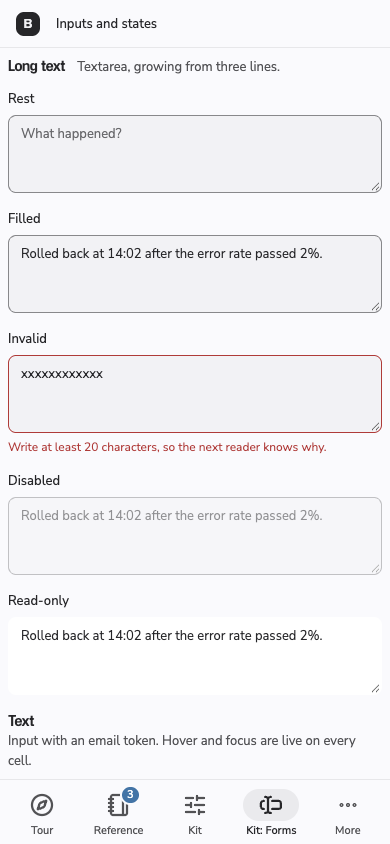 B Inputs and states
Long text Textarea, growing from three lines.
Rest
What happened?
Filled
Rolled back at 14:02 after the error rate passed 2%.
Invalid
xxxxxxxxxxxx
Write at least 20 characters, so the next reader knows why.
Disabled
Rolled back at 14:02 after the error rate passed 2%.
Read-only
Rolled back at 14:02 after the error rate passed 2%.
Text
Input with an email token. Hover and focus are live on every
cell.
3
Tour Reference Kit Kit: Forms More